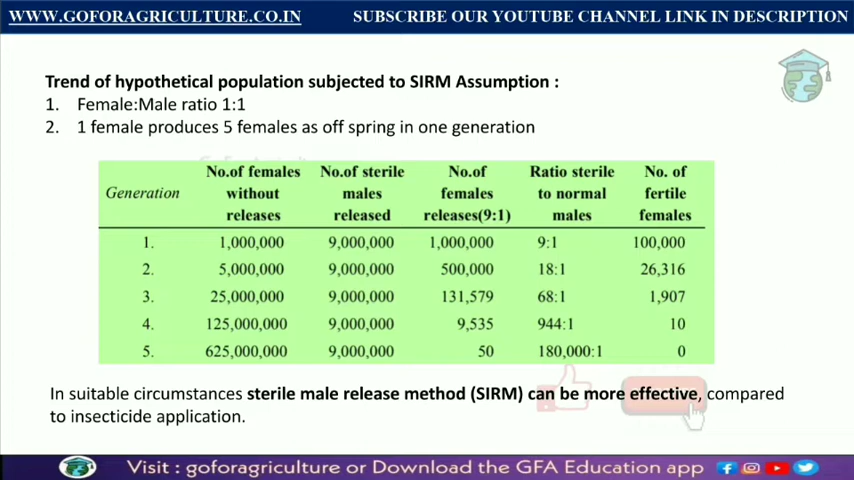 WWW.GOFORAGRICULTURE.CO.IN SUBSCRIBE OUR YOUTUBE CHANNEL LINK IN DESCRIPTION
Trend of hypothetical population subjected to SIRM Assumption :
1. Female:Male ratio 1:1
2. 1 female produces 5 females as off spring in one generation
Generation No.of females without releases No.of sterile males released No.of females releases(9:1) Ratio sterile to normal males No. of fertile females
1. 1,000,000 9,000,000 1,000,000 9:1 100,000
2. 5,000,000 9,000,000 500,000 18:1 26,316
3. 25,000,000 9,000,000 131,579 68:1 1,907
4. 125,000,000 9,000,000 9,535 944:1 10
5. 625,000,000 9,000,000 50 180,000:1 0
In suitable circumstances sterile male release method (SIRM) can be more effective, compared
to insecticide application.
Visit : goforagriculture or Download the GFA Education app